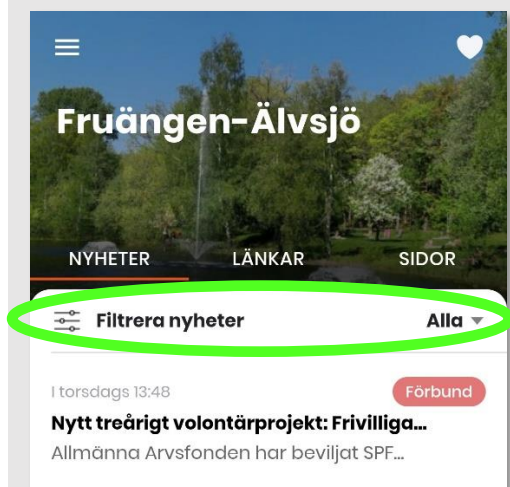 Fruängen-Älvsjö
NYHETER LÄNKAR SIDOR
Filtrera nyheter Alla
I torsdags 13:48 Förbund
Nytt treårigt volontärprojekt: Frivilliga...
Allmänna Arvsfonden har beviljat SPF...